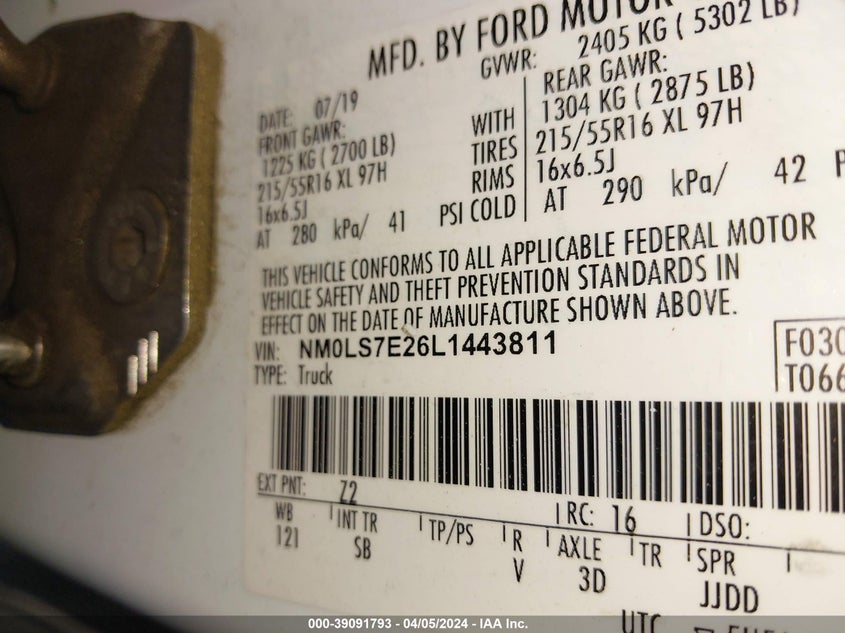 MFD. BY FORD MOTOR
GVWR: 2405 KG ( 5302 LB)
DATE: 07/19
FRONT GAWR:
1225 KG ( 2700 LB)
215/55R16 XL 97H
16x6.5J
AT 280 kPa/ 41
WITH
TIRES
RIMS
PSI COLD
REAR GAWR:
1304 KG ( 2875 LB)
215/55R16 XL 97H
16x6.5J
AT 290 kPa/ 42
THIS VEHICLE CONFORMS TO ALL APPLICABLE FEDERAL MOTOR
VEHICLE SAFETY AND THEFT PREVENTION STANDARDS IN
EFFECT ON THE DATE OF MANUFACTURE SHOWN ABOVE.
VIN: NM0LS7E26L1443811
TYPE: Truck
F030
T066
EXT PNT: Z2
RC: 16 DSO:
WB INT TR TP/PS R AXLE TR SPR
121 SB V 3D JJDD
UTC
000-39091793 - 04/05/2024 - IAA Inc.